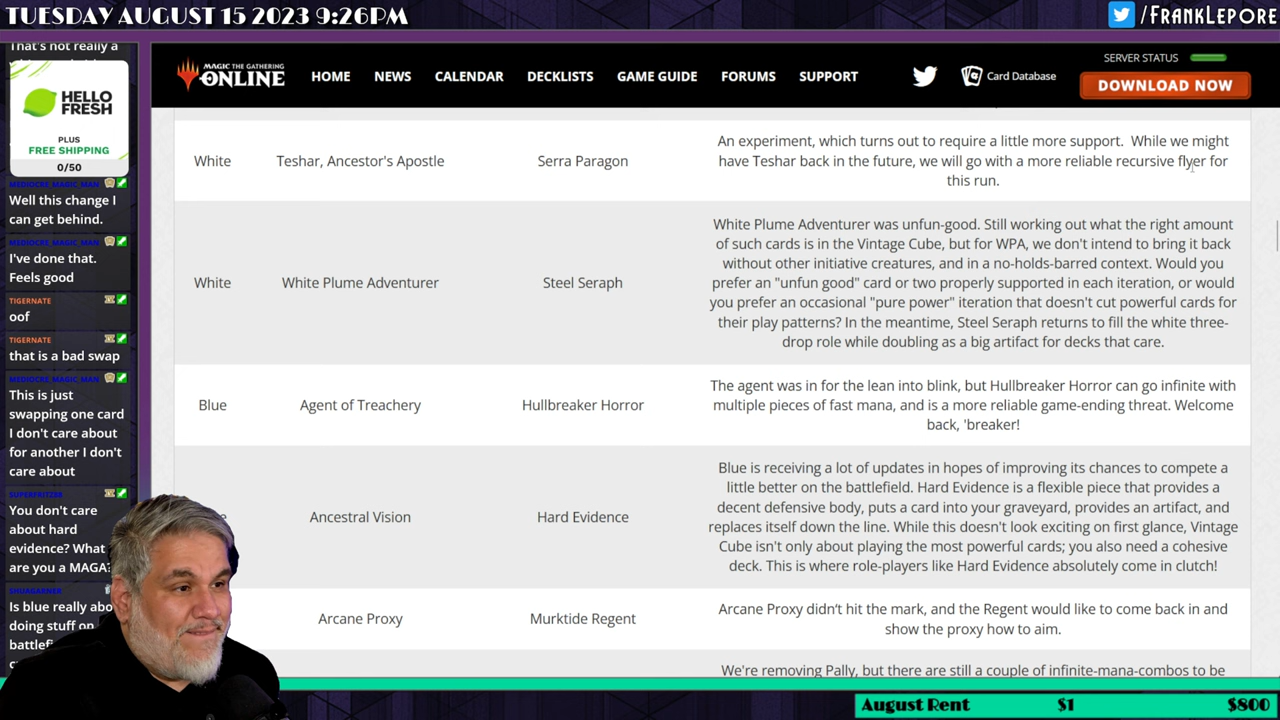 TUESDAY AUGUST 15 2023 9:26PM
/FRANKLEPORE
That's not really a
HELLO
FRESH
PLUS
FREE SHIPPING
0/50
MEDIOCRE_MAGIC_MAN
Well this change I
can get behind.
MEDIOCRE_MAGIC_MAN
I've done that.
Feels good
TIGERNATE
oof
TIGERNATE
that is a bad swap
MEDIOCRE_MAGIC_MAN
This is just
swapping one card
I don't care about
for another I don't
care about
You don't care
about hard
evidence? What
are you a MAGA?
Is blue really abo
doing stuff on
battlef
MAGIC THE GATHERING
ONLINE
HOME
NEWS
CALENDAR
DECKLISTS
GAME GUIDE
FORUMS
SUPPORT
Card Database
SERVER STATUS
DOWNLOAD NOW
White
Teshar, Ancestor's Apostle
Serra Paragon
An experiment, which turns out to require a little more support. While we might
have Teshar back in the future, we will go with a more reliable recursive flyer for
this run.
White
White Plume Adventurer
Steel Seraph
White Plume Adventurer was unfun-good. Still working out what the right amount
of such cards is in the Vintage Cube, but for WPA, we don't intend to bring it back
without other initiative creatures, and in a no-holds-barred context. Would you
prefer an "unfun good" card or two properly supported in each iteration, or would
you prefer an occasional "pure power" iteration that doesn't cut powerful cards for
their play patterns? In the meantime, Steel Seraph returns to fill the white three-
drop role while doubling as a big artifact for decks that care.
Blue
Agent of Treachery
Hullbreaker Horror
The agent was in for the lean into blink, but Hullbreaker Horror can go infinite with
multiple pieces of fast mana, and is a more reliable game-ending threat. Welcome
back, 'breaker!
Ancestral Vision
Hard Evidence
Blue is receiving a lot of updates in hopes of improving its chances to compete a
little better on the battlefield. Hard Evidence is a flexible piece that provides a
decent defensive body, puts a card into your graveyard, provides an artifact, and
replaces itself down the line. While this doesn't look exciting on first glance, Vintage
Cube isn't only about playing the most powerful cards; you also need a cohesive
deck. This is where role-players like Hard Evidence absolutely come in clutch!
Arcane Proxy
Murktide Regent
Arcane Proxy didn't hit the mark, and the Regent would like to come back in and
show the proxy how to aim.
We're removing Pally, but there are still a couple of infinite-mana-combos to be
August Rent
$1
$800